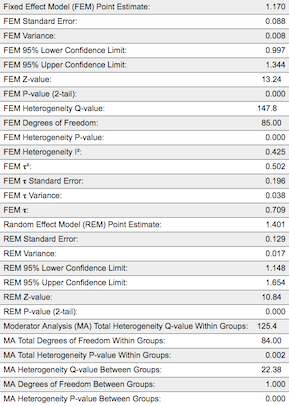 Fixed Effect Model (FEM) Point Estimate: 1.170
FEM Standard Error: 0.088
FEM Variance: 0.008
FEM 95% Lower Confidence Limit: 0.997
FEM 95% Upper Confidence Limit: 1.344
FEM Z-value: 13.24
FEM P-value (2-tail): 0.000
FEM Heterogeneity Q-value: 147.8
FEM Degrees of Freedom: 85.00
FEM Heterogeneity P-value: 0.000
FEM Heterogeneity I²: 0.425
FEM τ²: 0.502
FEM τ Standard Error: 0.196
FEM τ Variance: 0.038
FEM τ: 0.709
Random Effect Model (REM) Point Estimate: 1.401
REM Standard Error: 0.129
REM Variance: 0.017
REM 95% Lower Confidence Limit: 1.148
REM 95% Upper Confidence Limit: 1.654
REM Z-value: 10.84
REM P-value (2-tail): 0.000
Moderator Analysis (MA) Total Heterogeneity Q-value Within Groups: 125.4
MA Total Degrees of Freedom Within Groups: 84.00
MA Total Heterogeneity P-value Within Groups: 0.002
MA Heterogeneity Q-value Between Groups: 22.38
MA Degrees of Freedom Between Groups: 1.000
MA Heterogeneity P-value Between Groups: 0.000